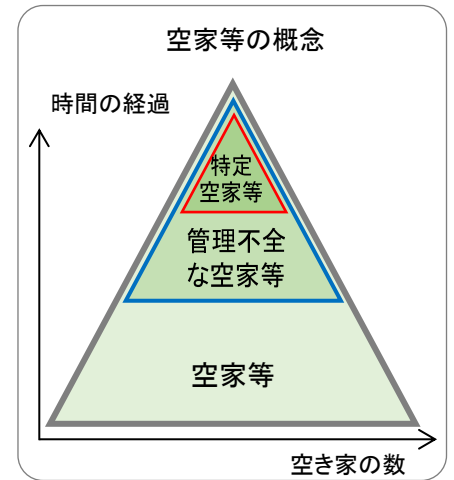 空家等の概念
時間の経過
特定
空家等
管理不全
な空家等
空家等
空き家の数